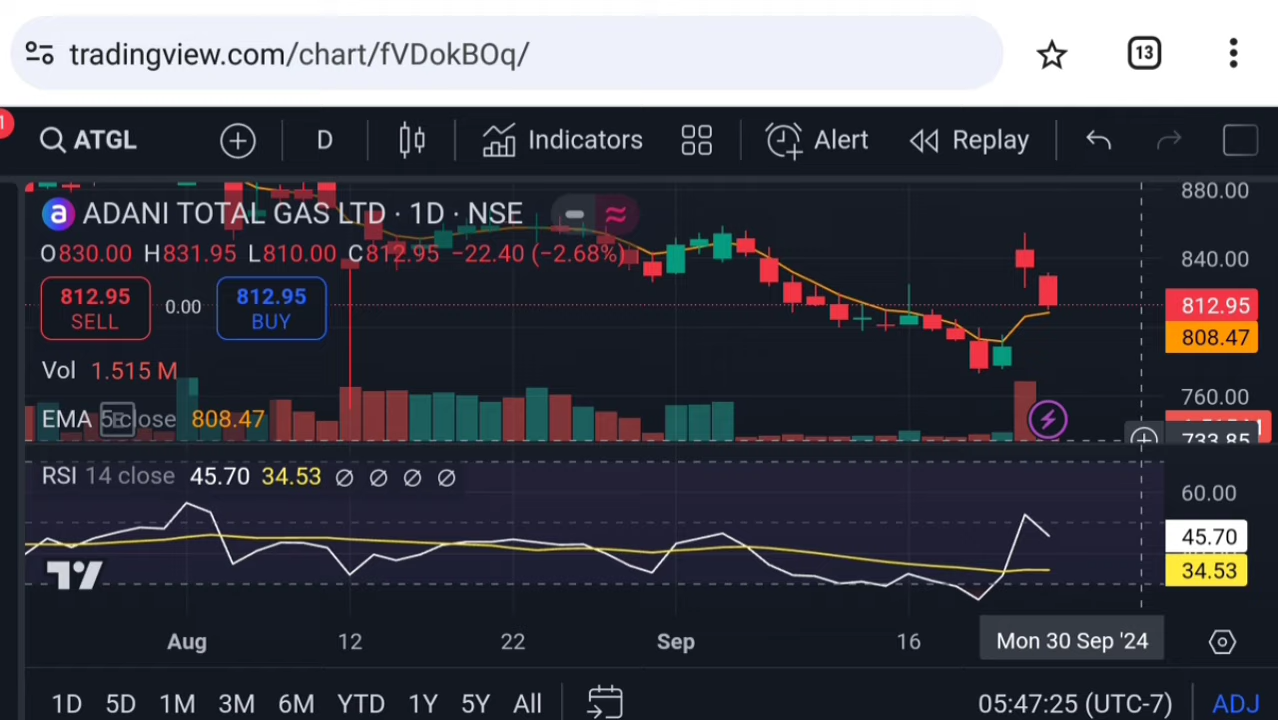 tradingview.com/chart/fVDokBOq/
13
1
ATGL
D
Indicators
Alert
Replay
a ADANI TOTAL GAS LTD · 1D · NSE
O830.00 H831.95 L810.00 C812.95 −22.40 (−2.68%)
812.95
SELL
0.00
812.95
BUY
Vol 1.515 M
EMA 5 close 808.47
E
880.00
840.00
812.95
808.47
760.00
733.85
RSI 14 close 45.70 34.53 ∅ ∅ ∅ ∅
60.00
45.70
34.53
Aug 12 22 Sep 16 Mon 30 Sep '24
1D 5D 1M 3M 6M YTD 1Y 5Y All
05:47:25 (UTC-7) ADJ